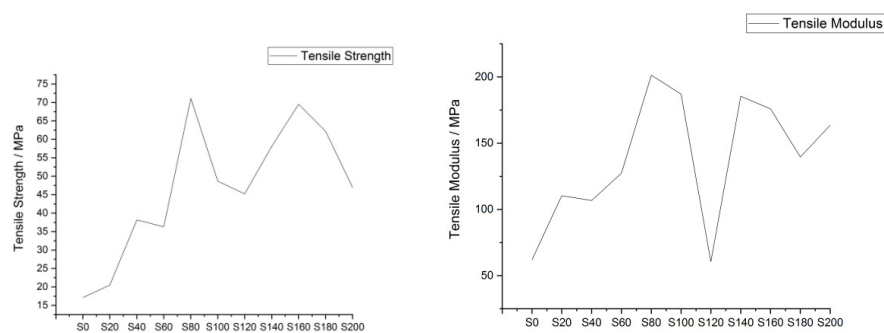 Tensile Strength
Tensile Strength / MPa
75
70
65
60
55
50
45
40
35
30
25
20
15
S0 S20 S40 S60 S80 S100 S120 S140 S160 S180 S200
Tensile Modulus
Tensile Modulus / MPa
200
150
100
50
S0 S20 S40 S60 S80 S100 S120 S140 S160 S180 S200